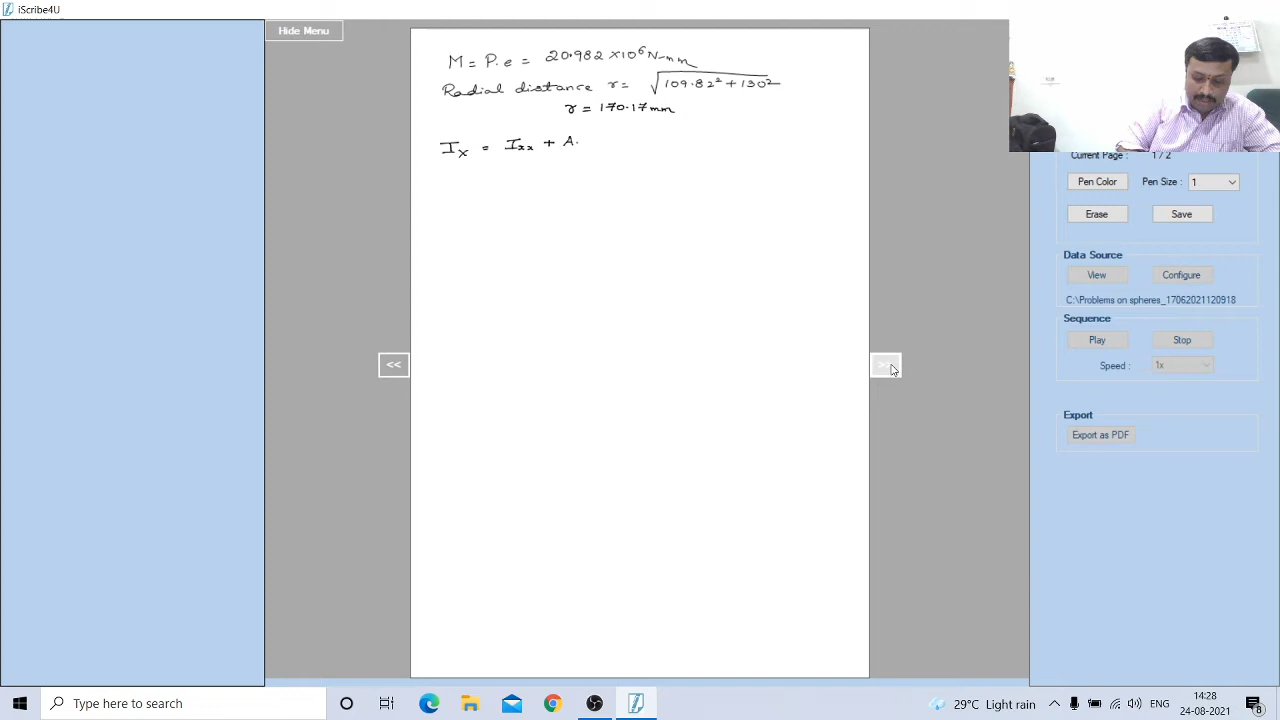 iScribe4U
Hide Menu
M = P.e = 20.982 ×10⁶ N-mm
Radial distance r = √109.82² + 130²
r = 170.17mm
Iₓ = Iₓₓ + A.
Current Page : 1 / 2
Pen Color Pen Size : 1
Erase Save
Data Source
View Configure
C:\Problems on spheres_17062021120918
Sequence
Play Stop
Speed : 1x
Export
Export as PDF
<< >>
Type here to search
29°C Light rain ENG 14:28
24-08-2021